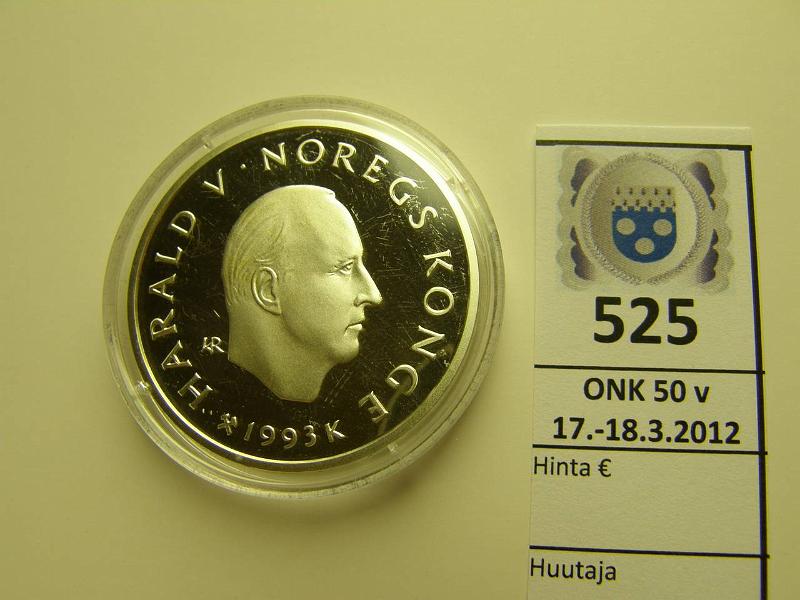 HARALD V · NOREGS KONGE
1993 K
525
ONK 50 v
17.-18.3.2012
Hinta €
Huutaja